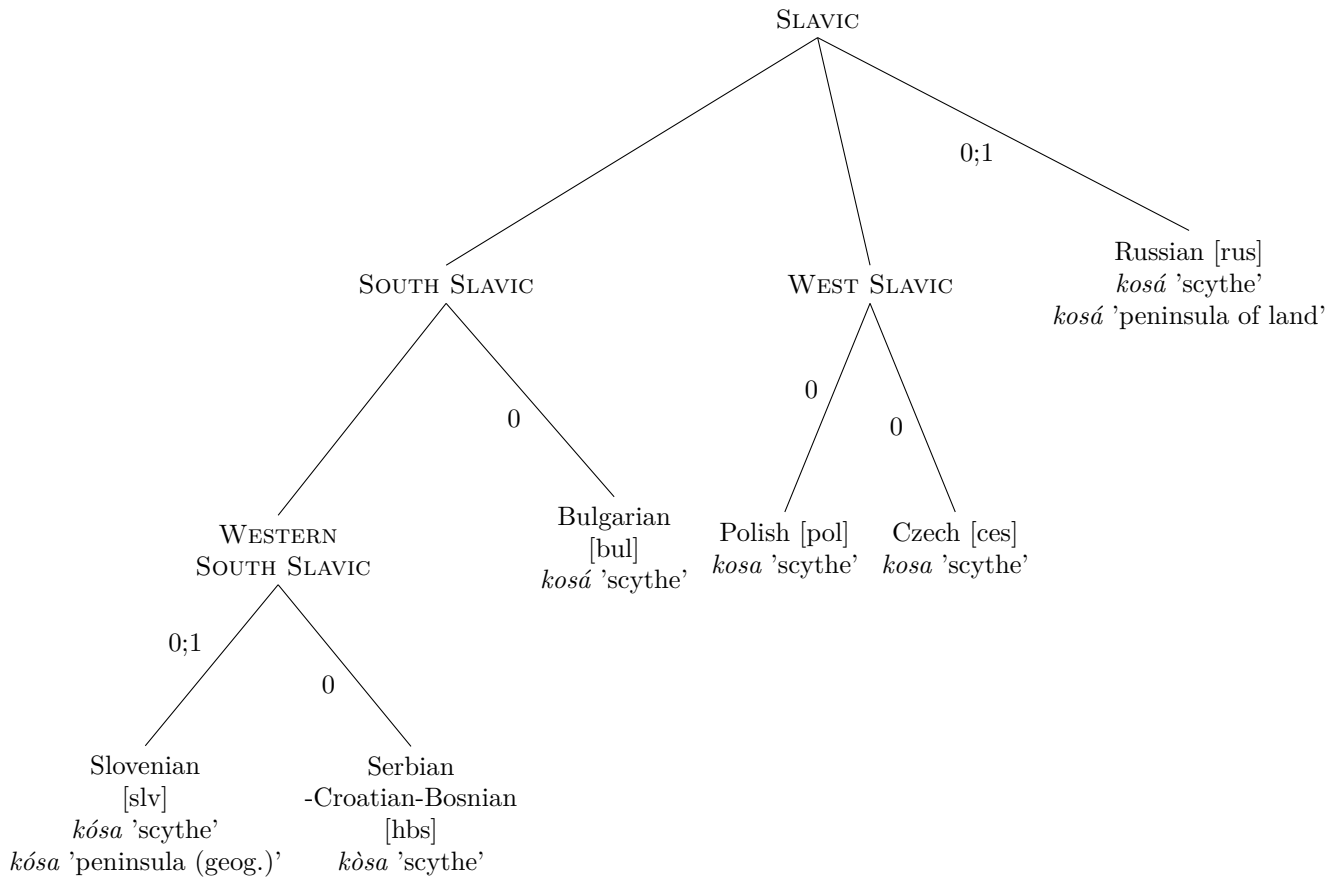 SLAVIC
0;1
SOUTH SLAVIC
WEST SLAVIC
Russian [rus]
kosá 'scythe'
kosá 'peninsula of land'
0
0
0
WESTERN
SOUTH SLAVIC
Bulgarian
[bul]
kosá 'scythe'
Polish [pol]
kosa 'scythe'
Czech [ces]
kosa 'scythe'
0;1
0
Slovenian
[slv]
kósa 'scythe'
kósa 'peninsula (geog.)'
Serbian
-Croatian-Bosnian
[hbs]
kòsa 'scythe'